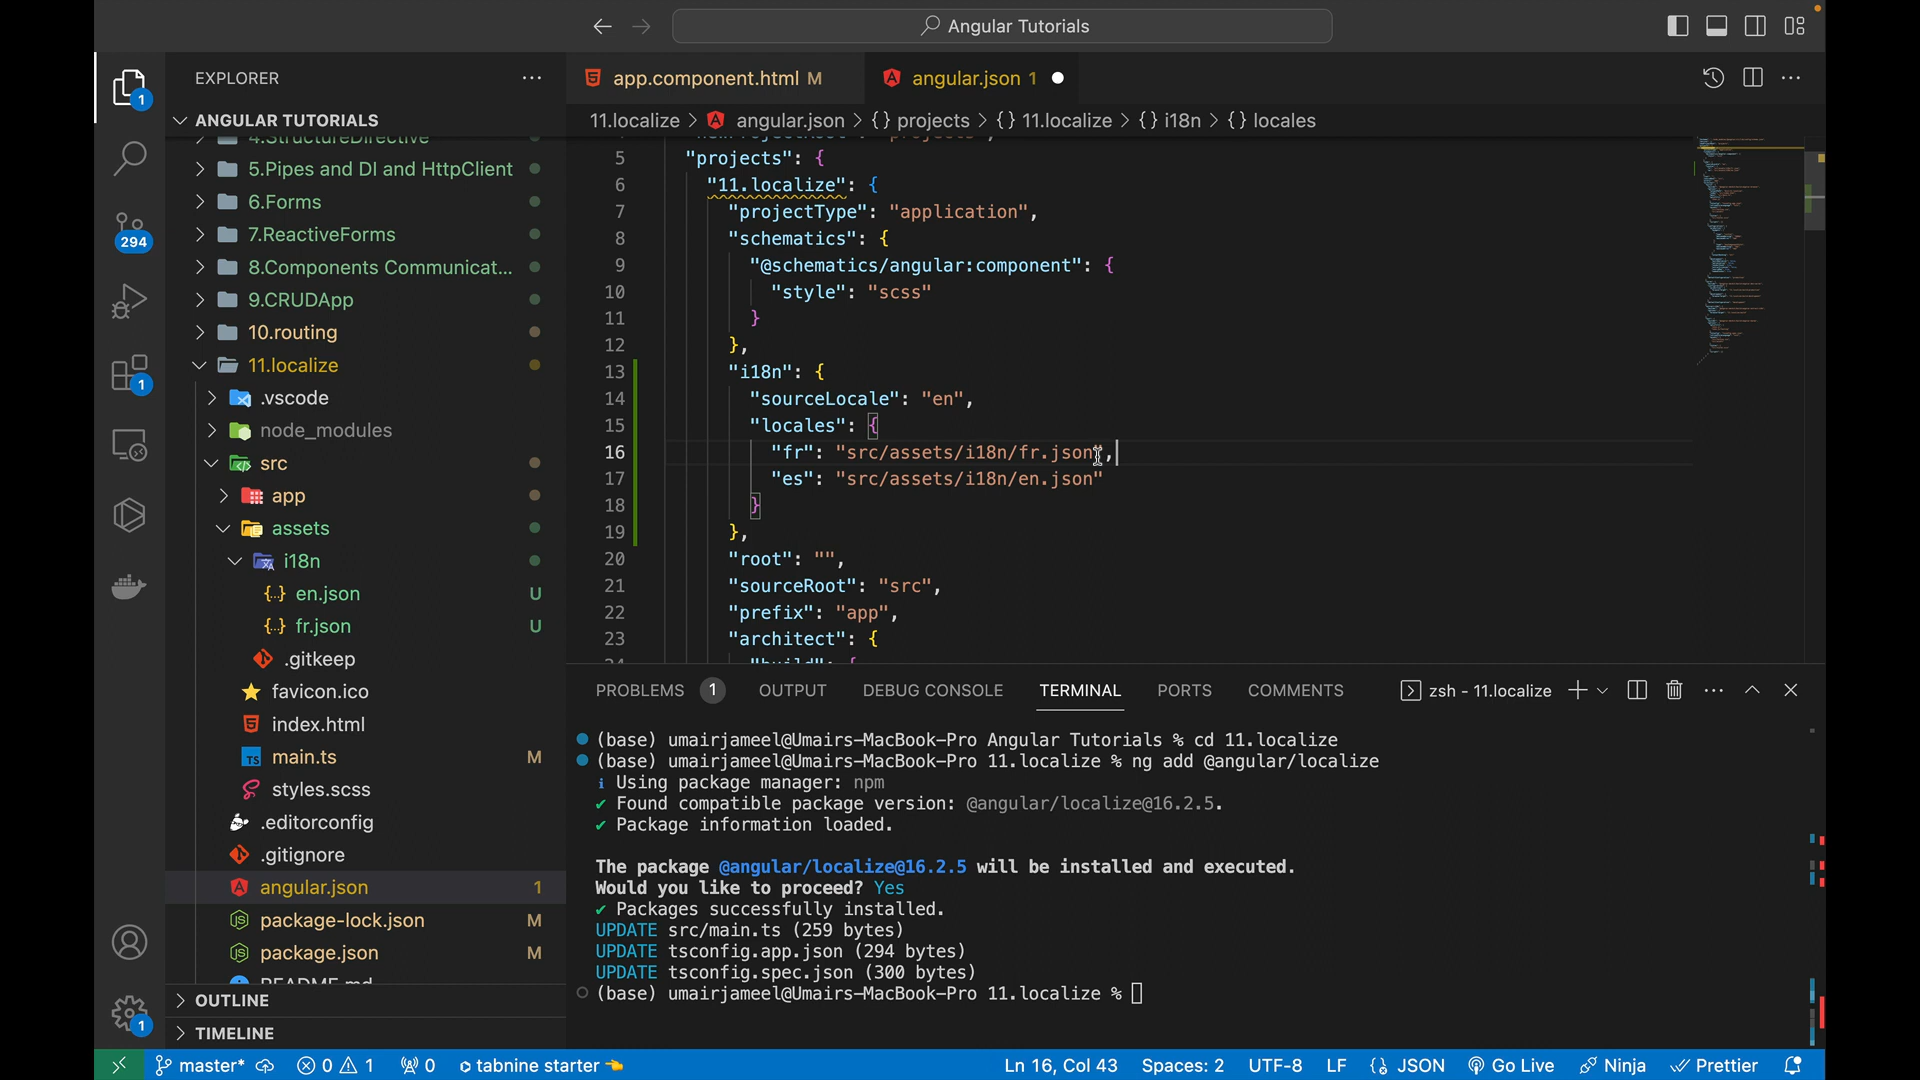 Angular Tutorials
EXPLORER
ANGULAR TUTORIALS
4.StructureDirective
5.Pipes and DI and HttpClient
6.Forms
7.ReactiveForms
8.Components Communicat...
9.CRUDApp
10.routing
11.localize
.vscode
node_modules
src
app
assets
i18n
en.json U
fr.json U
.gitkeep
favicon.ico
index.html
main.ts M
styles.scss
.editorconfig
.gitignore
angular.json 1
package-lock.json M
package.json M
README.md
OUTLINE
TIMELINE
1
294
1
1
app.component.html M
angular.json 1
11.localize > angular.json > {} projects > {} 11.localize > {} i18n > {} locales
5 "projects": {
6 "11.localize": {
7 "projectType": "application",
8 "schematics": {
9 "@schematics/angular:component": {
10 "style": "scss"
11 }
12 },
13 "i18n": {
14 "sourceLocale": "en",
15 "locales": {
16 "fr": "src/assets/i18n/fr.json",
17 "es": "src/assets/i18n/en.json"
18 }
19 },
20 "root": "",
21 "sourceRoot": "src",
22 "prefix": "app",
23 "architect": {
24 "build": {
PROBLEMS 1 OUTPUT DEBUG CONSOLE TERMINAL PORTS COMMENTS zsh - 11.localize
(base) umairjameel@Umairs-MacBook-Pro Angular Tutorials % cd 11.localize
(base) umairjameel@Umairs-MacBook-Pro 11.localize % ng add @angular/localize
ℹ Using package manager: npm
✔ Found compatible package version: @angular/localize@16.2.5.
✔ Package information loaded.
The package @angular/localize@16.2.5 will be installed and executed.
Would you like to proceed? Yes
✔ Packages successfully installed.
UPDATE src/main.ts (259 bytes)
UPDATE tsconfig.app.json (294 bytes)
UPDATE tsconfig.spec.json (300 bytes)
(base) umairjameel@Umairs-MacBook-Pro 11.localize %
master* 0 1 0 tabnine starter Ln 16, Col 43 Spaces: 2 UTF-8 LF {} JSON Go Live Ninja Prettier